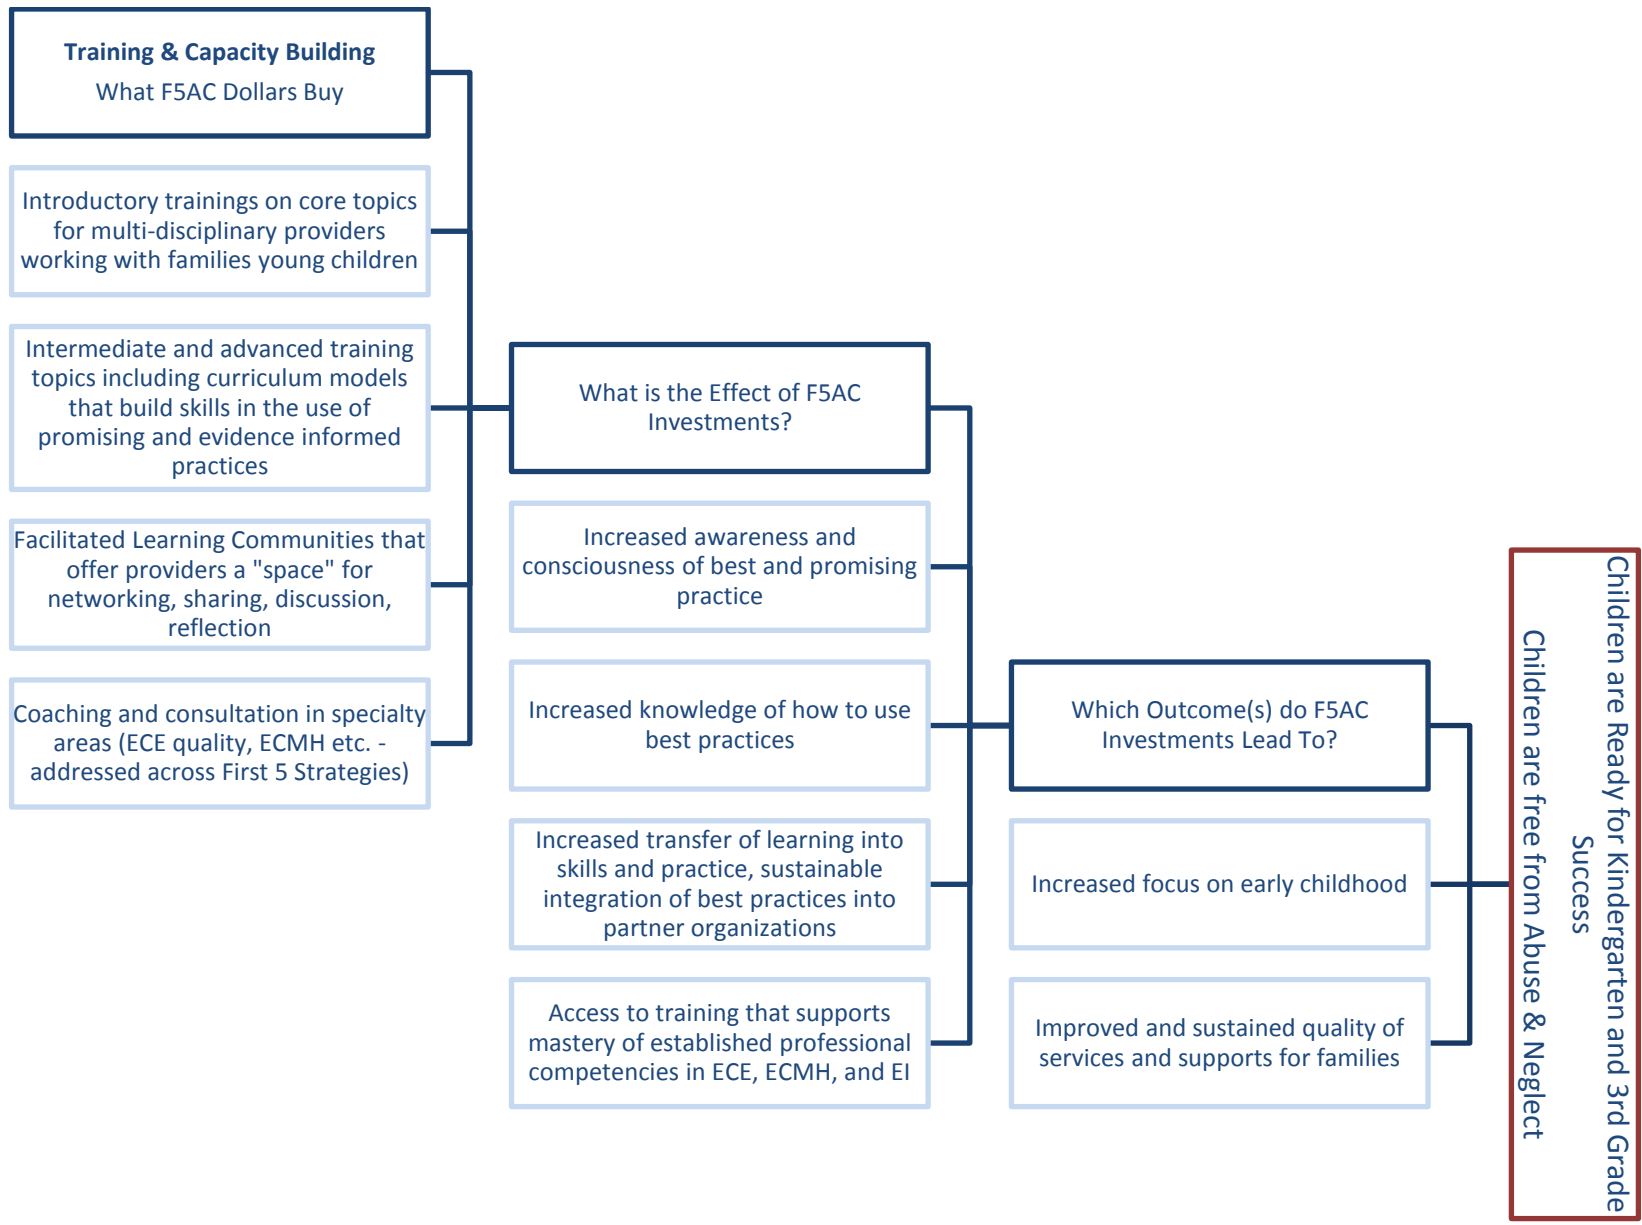 Training & Capacity Building
What F5AC Dollars Buy
Introductory trainings on core topics
for multi-disciplinary providers
working with families young children
Intermediate and advanced training
topics including curriculum models
that build skills in the use of
promising and evidence informed
practices
Facilitated Learning Communities that
offer providers a "space" for
networking, sharing, discussion,
reflection
Coaching and consultation in specialty
areas (ECE quality, ECMH etc. -
addressed across First 5 Strategies)
What is the Effect of F5AC
Investments?
Increased awareness and
consciousness of best and promising
practice
Increased knowledge of how to use
best practices
Increased transfer of learning into
skills and practice, sustainable
integration of best practices into
partner organizations
Access to training that supports
mastery of established professional
competencies in ECE, ECMH, and EI
Which Outcome(s) do F5AC
Investments Lead To?
Increased focus on early childhood
Improved and sustained quality of
services and supports for families
Children are Ready for Kindergarten and 3rd Grade
Success
Children are free from Abuse & Neglect